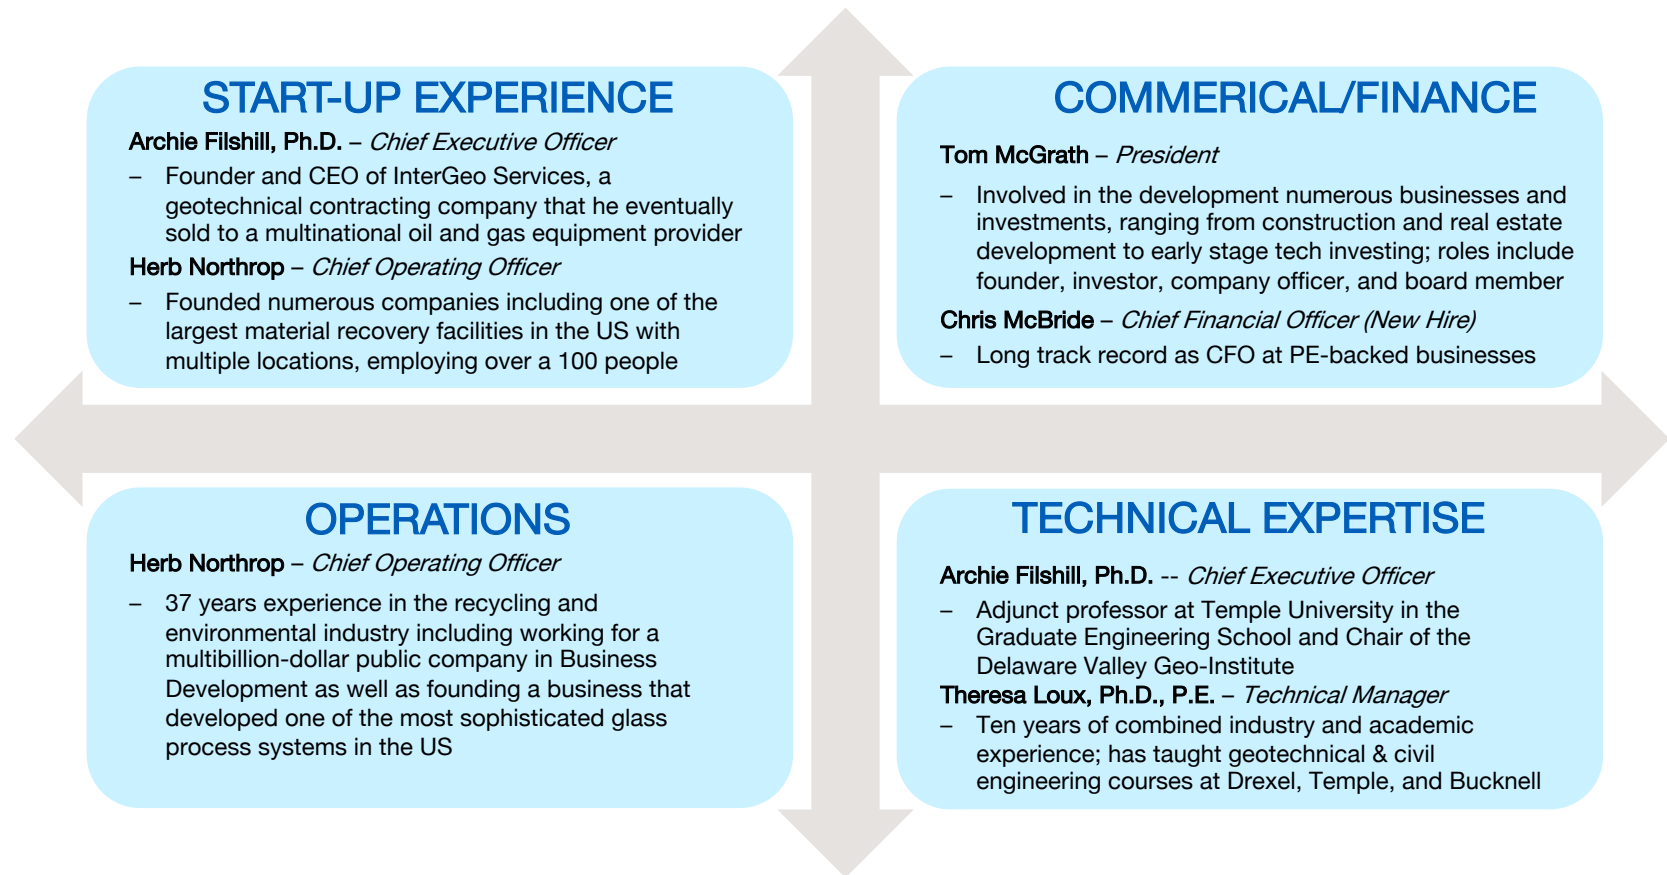 START-UP EXPERIENCE
Archie Filshill, Ph.D. – Chief Executive Officer
– Founder and CEO of InterGeo Services, a
geotechnical contracting company that he eventually
sold to a multinational oil and gas equipment provider
Herb Northrop – Chief Operating Officer
– Founded numerous companies including one of the
largest material recovery facilities in the US with
multiple locations, employing over a 100 people
COMMERICAL/FINANCE
Tom McGrath – President
– Involved in the development numerous businesses and
investments, ranging from construction and real estate
development to early stage tech investing; roles include
founder, investor, company officer, and board member
Chris McBride – Chief Financial Officer (New Hire)
– Long track record as CFO at PE-backed businesses
OPERATIONS
Herb Northrop – Chief Operating Officer
– 37 years experience in the recycling and
environmental industry including working for a
multibillion-dollar public company in Business
Development as well as founding a business that
developed one of the most sophisticated glass
process systems in the US
TECHNICAL EXPERTISE
Archie Filshill, Ph.D. -- Chief Executive Officer
– Adjunct professor at Temple University in the
Graduate Engineering School and Chair of the
Delaware Valley Geo-Institute
Theresa Loux, Ph.D., P.E. – Technical Manager
– Ten years of combined industry and academic
experience; has taught geotechnical & civil
engineering courses at Drexel, Temple, and Bucknell